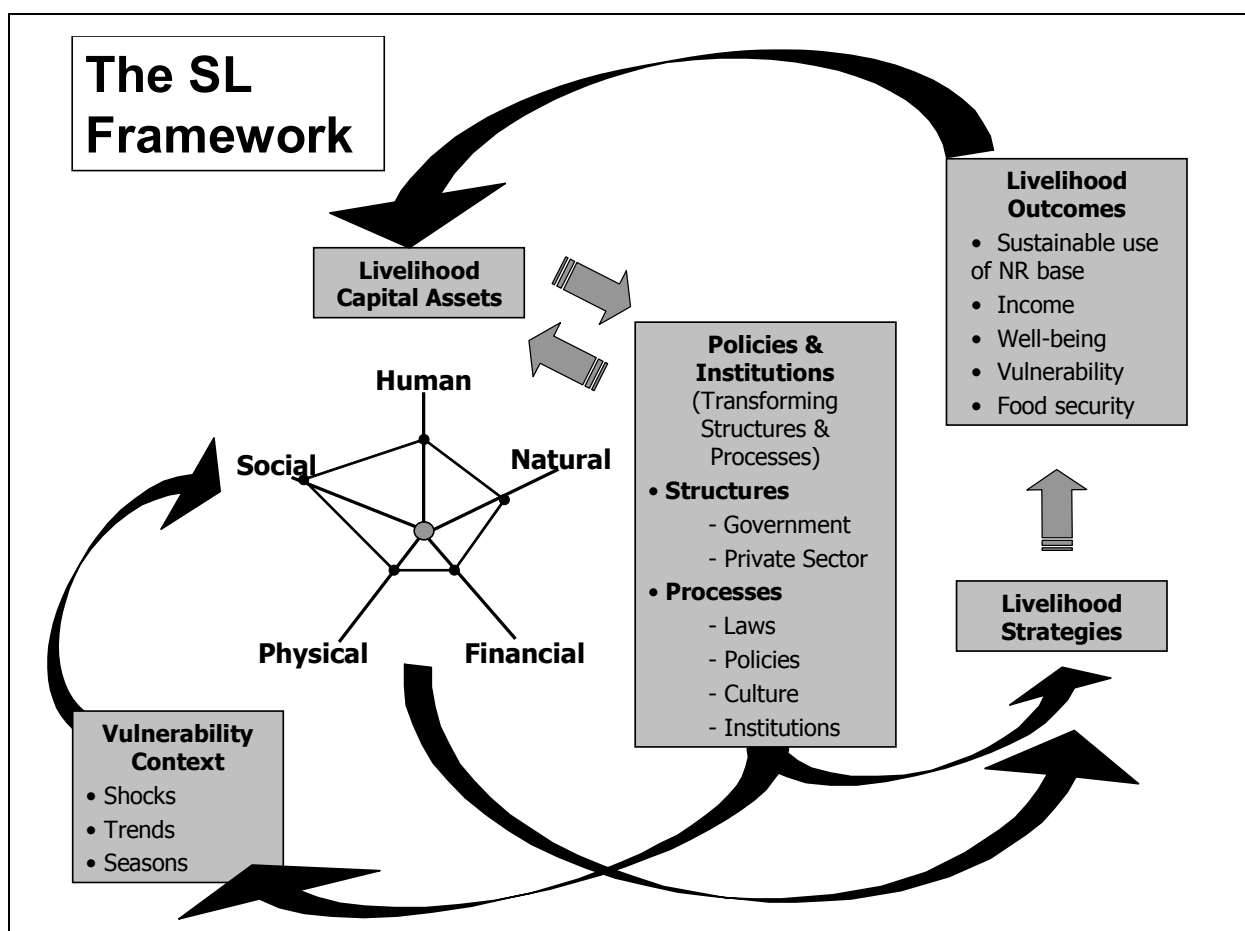 The SL
Framework
Livelihood
Outcomes
• Sustainable use
of NR base
• Income
• Well-being
• Vulnerability
• Food security
Livelihood
Capital Assets
Policies &
Institutions
(Transforming
Structures &
Processes)
• Structures
- Government
- Private Sector
• Processes
- Laws
- Policies
- Culture
- Institutions
Human
Social
Natural
Physical
Financial
Livelihood
Strategies
Vulnerability
Context
• Shocks
• Trends
• Seasons